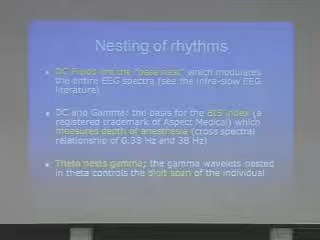 Nesting of rhythms
DC Fields are the "base nest" which modulates
the entire EEG spectra (see the Infra-slow EEG
literature)
DC and Gamma: the basis for the BIS index (a
registered trademark of Aspect Medical) which
measures depth of anesthesia (cross spectral
relationship of 0.39 Hz and 38 Hz)
Theta nests gamma; the gamma wavelets nested
in theta controls the digit span of the individual